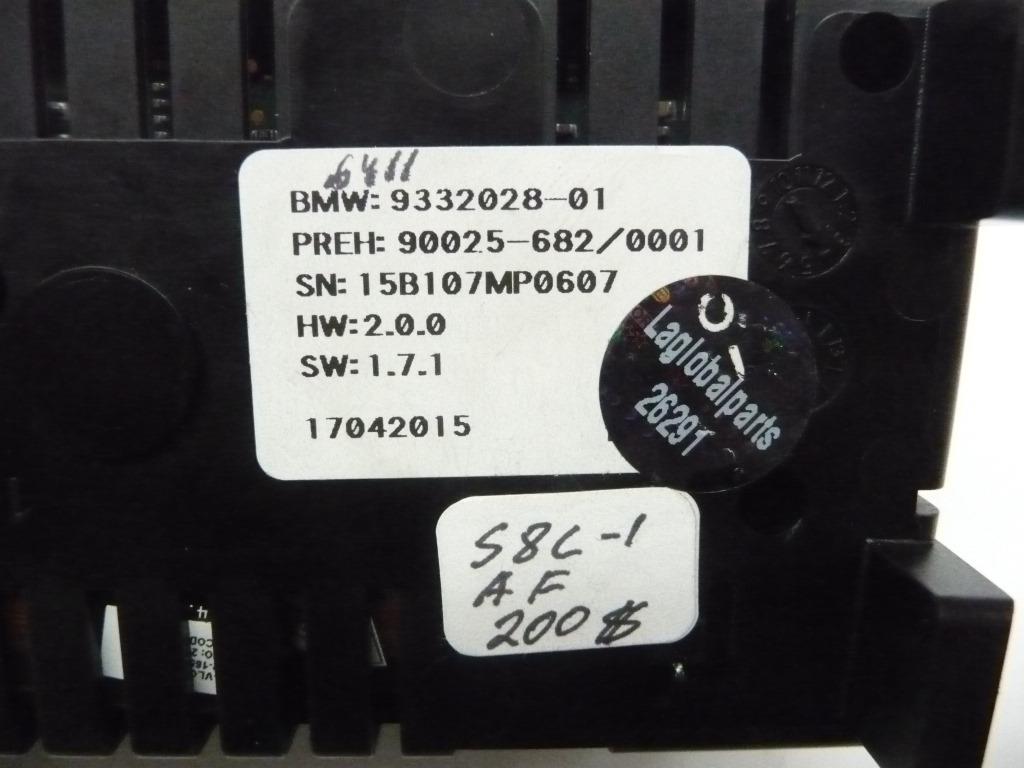 6411
BMW: 9332028-01
PREH: 90025-682/0001
SN: 15B107MP0607
HW: 2.0.0
SW: 1.7.1
17042015
Laglobalparts
26291
S8C-1
AF
200 $